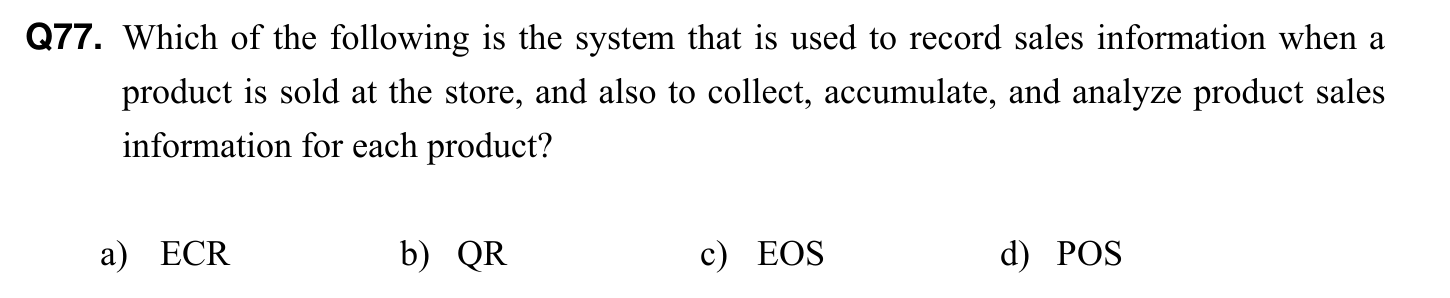 Q77. Which of the following is the system that is used to record sales information when a
product is sold at the store, and also to collect, accumulate, and analyze product sales
information for each product?
a) ECR b) QR c) EOS d) POS